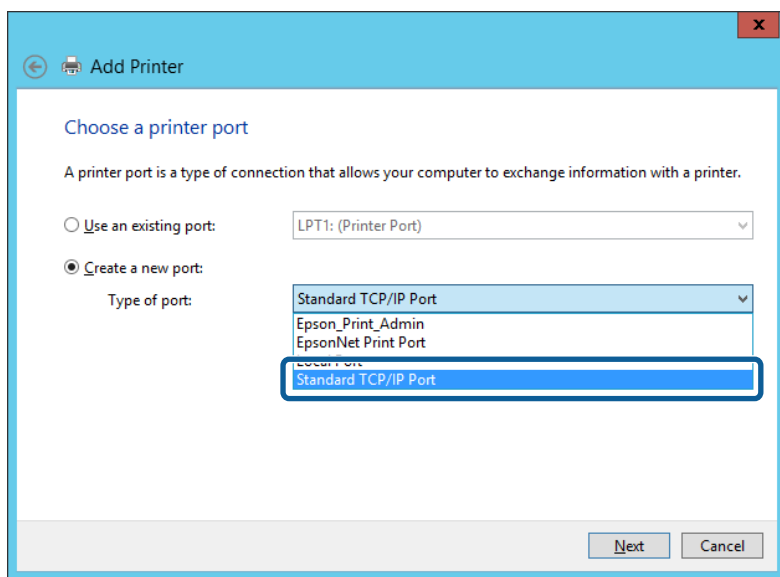 x
Add Printer
Choose a printer port
A printer port is a type of connection that allows your computer to exchange information with a printer.
Use an existing port: LPT1: (Printer Port)
Create a new port:
Type of port: Standard TCP/IP Port
Epson_Print_Admin
EpsonNet Print Port
Local Port
Standard TCP/IP Port
Next Cancel